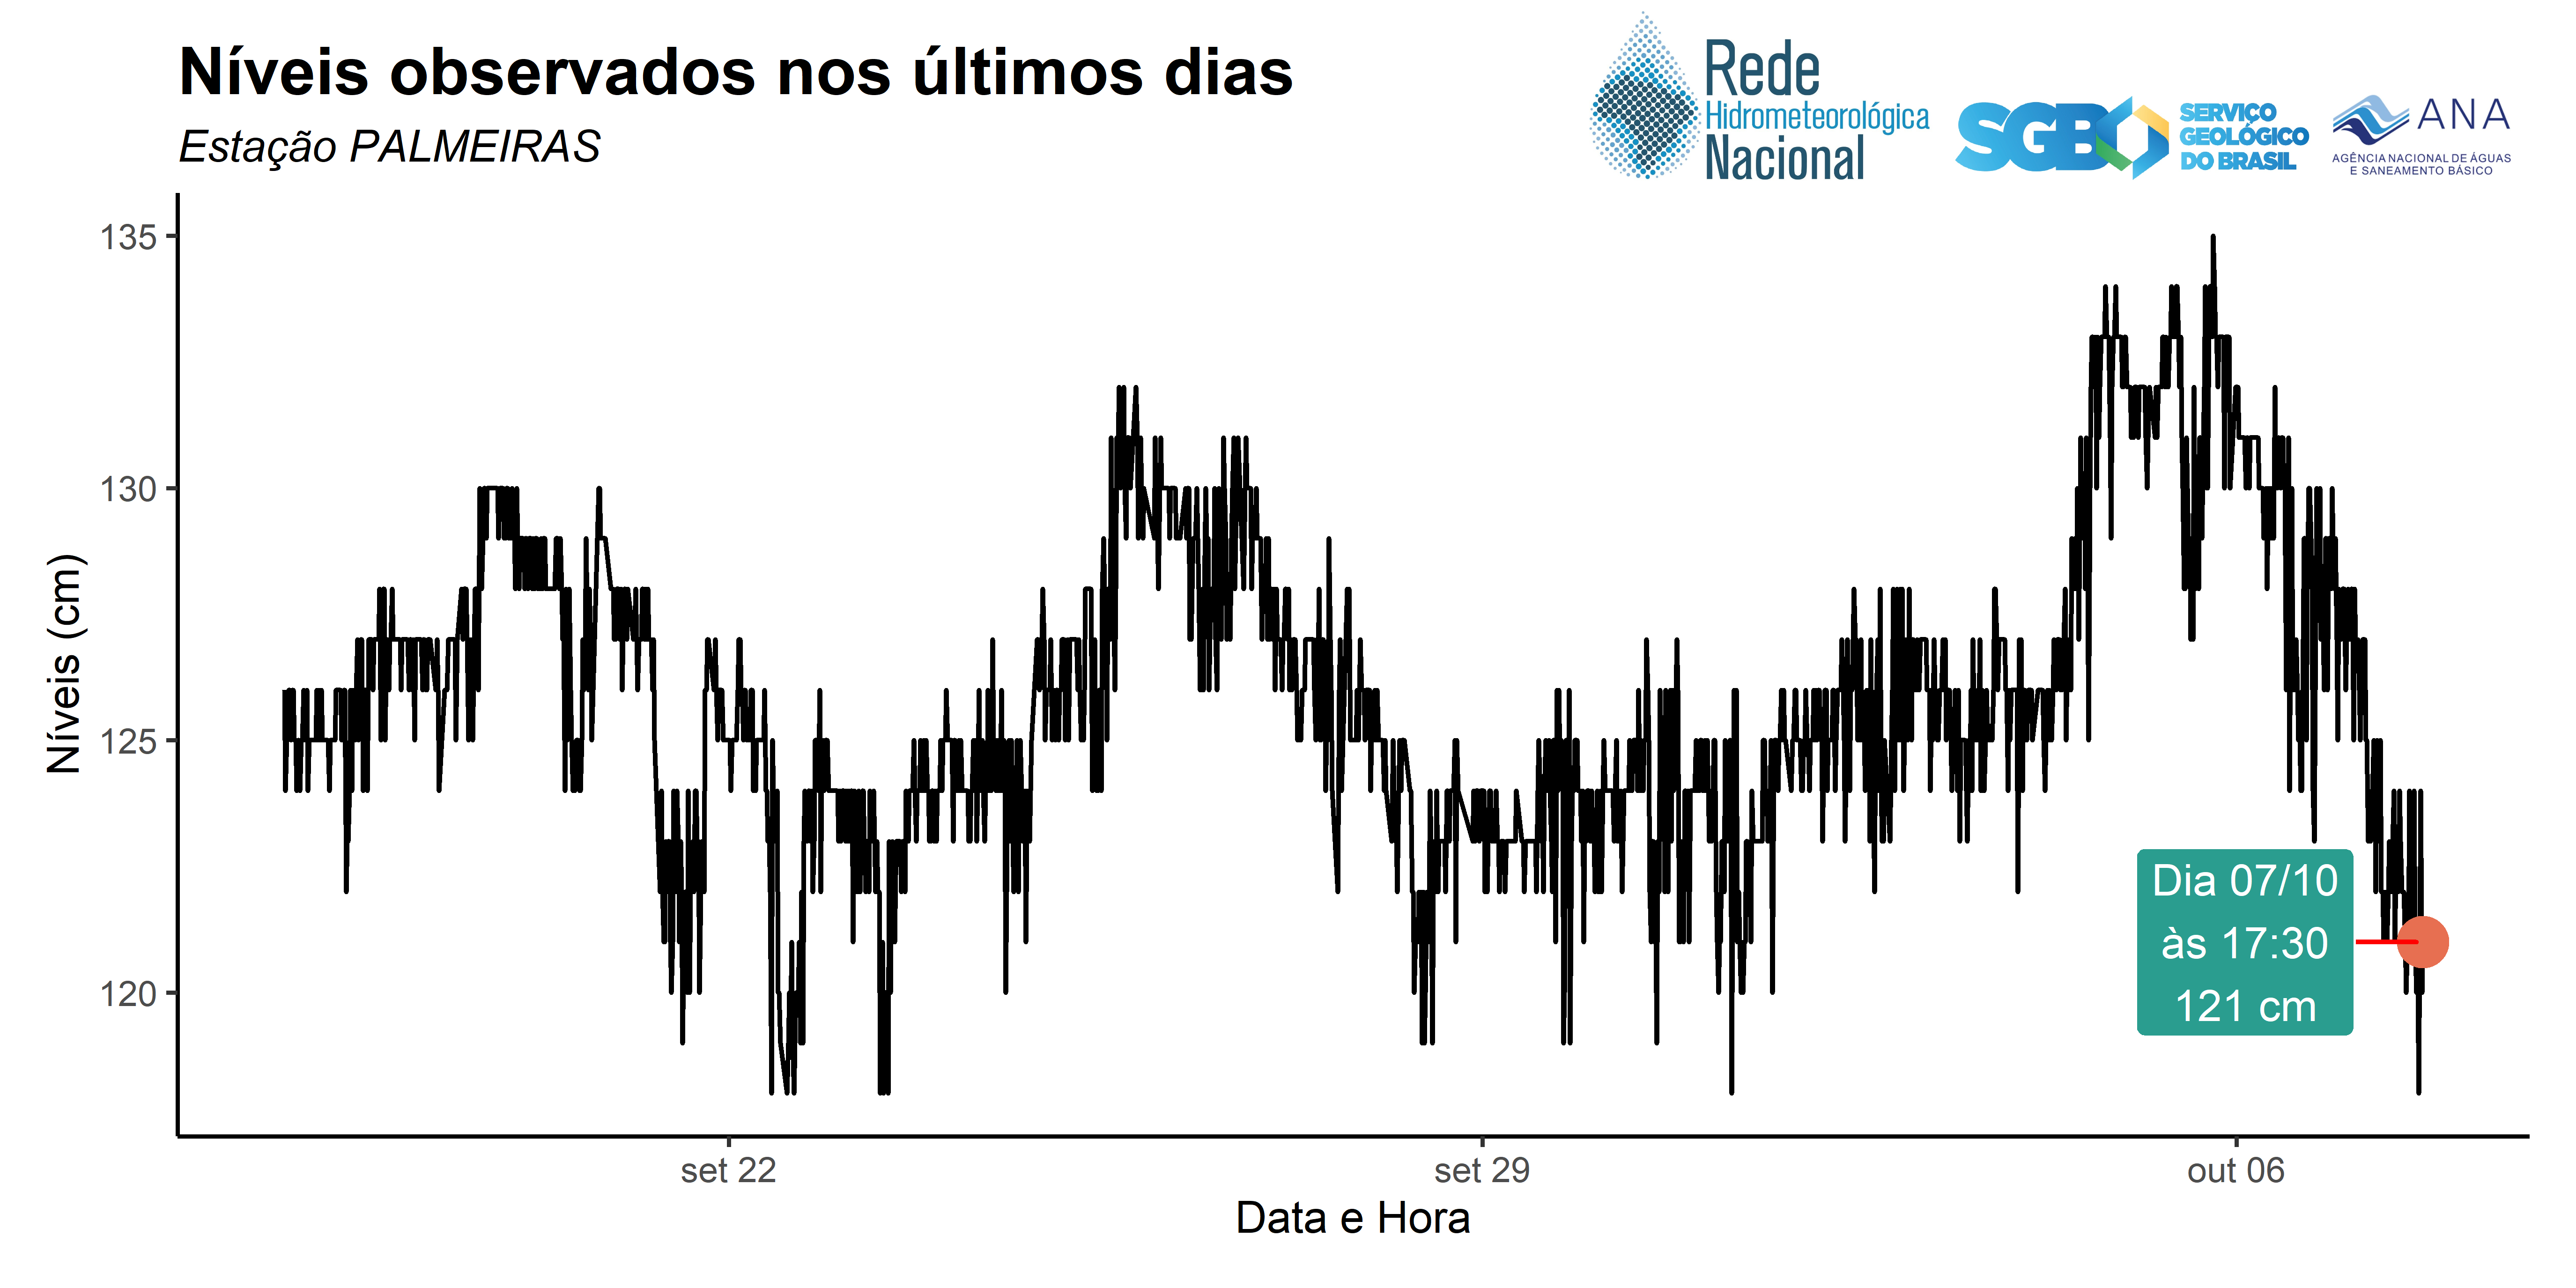 Níveis observados nos últimos dias
Estação PALMEIRAS
Rede
Hidrometeorológica
Nacional
SGB
SERVIÇO
GEOLÓGICO
DO BRASIL
ANA
AGÊNCIA NACIONAL DE ÁGUAS
E SANEAMENTO BÁSICO
135
130
125
120
Níveis (cm)
Dia 07/10
às 17:30
121 cm
set 22
set 29
out 06
Data e Hora